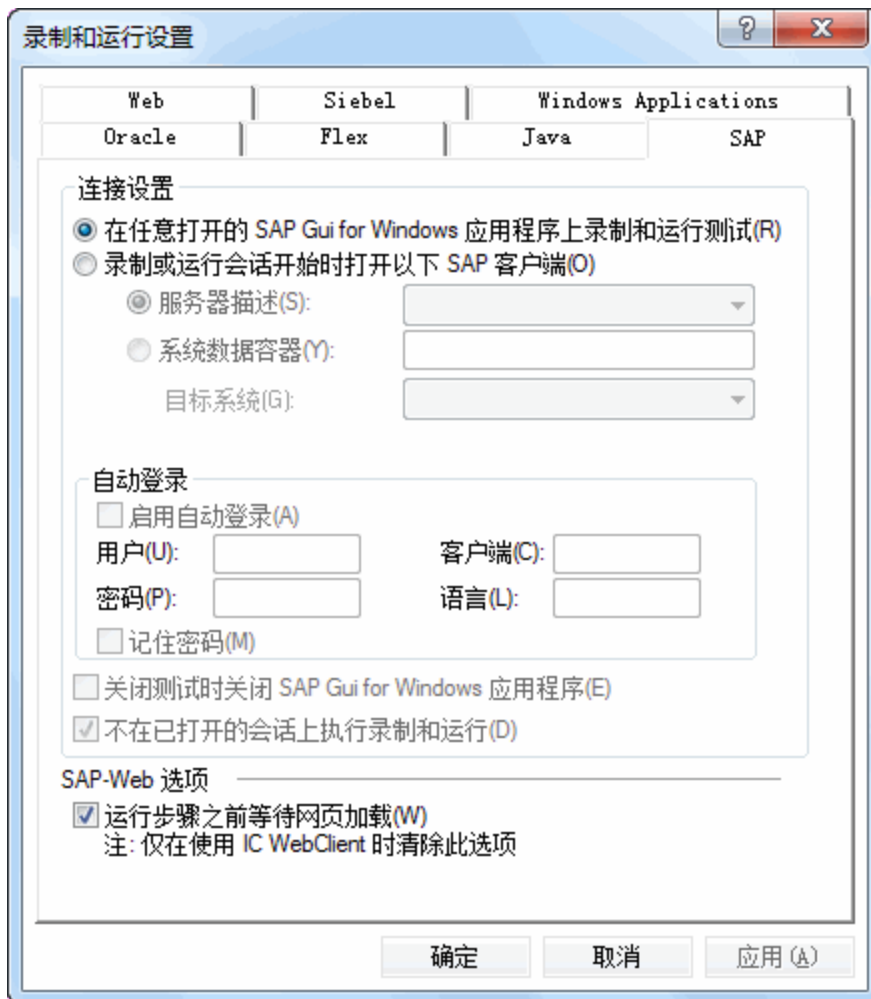 录制和运行设置
Web Siebel Windows Applications
Oracle Flex Java SAP
连接设置
在任意打开的 SAP Gui for Windows 应用程序上录制和运行测试(R)
录制或运行会话开始时打开以下 SAP 客户端(O)
服务器描述(S):
系统数据容器(Y):
目标系统(G):
自动登录
启用自动登录(A)
用户(U): 客户端(C):
密码(P): 语言(L):
记住密码(M)
关闭测试时关闭 SAP Gui for Windows 应用程序(E)
不在已打开的会话上执行录制和运行(D)
SAP-Web 选项
运行步骤之前等待网页加载(W)
注: 仅在使用 IC WebClient 时清除此选项
确定 取消 应用(A)